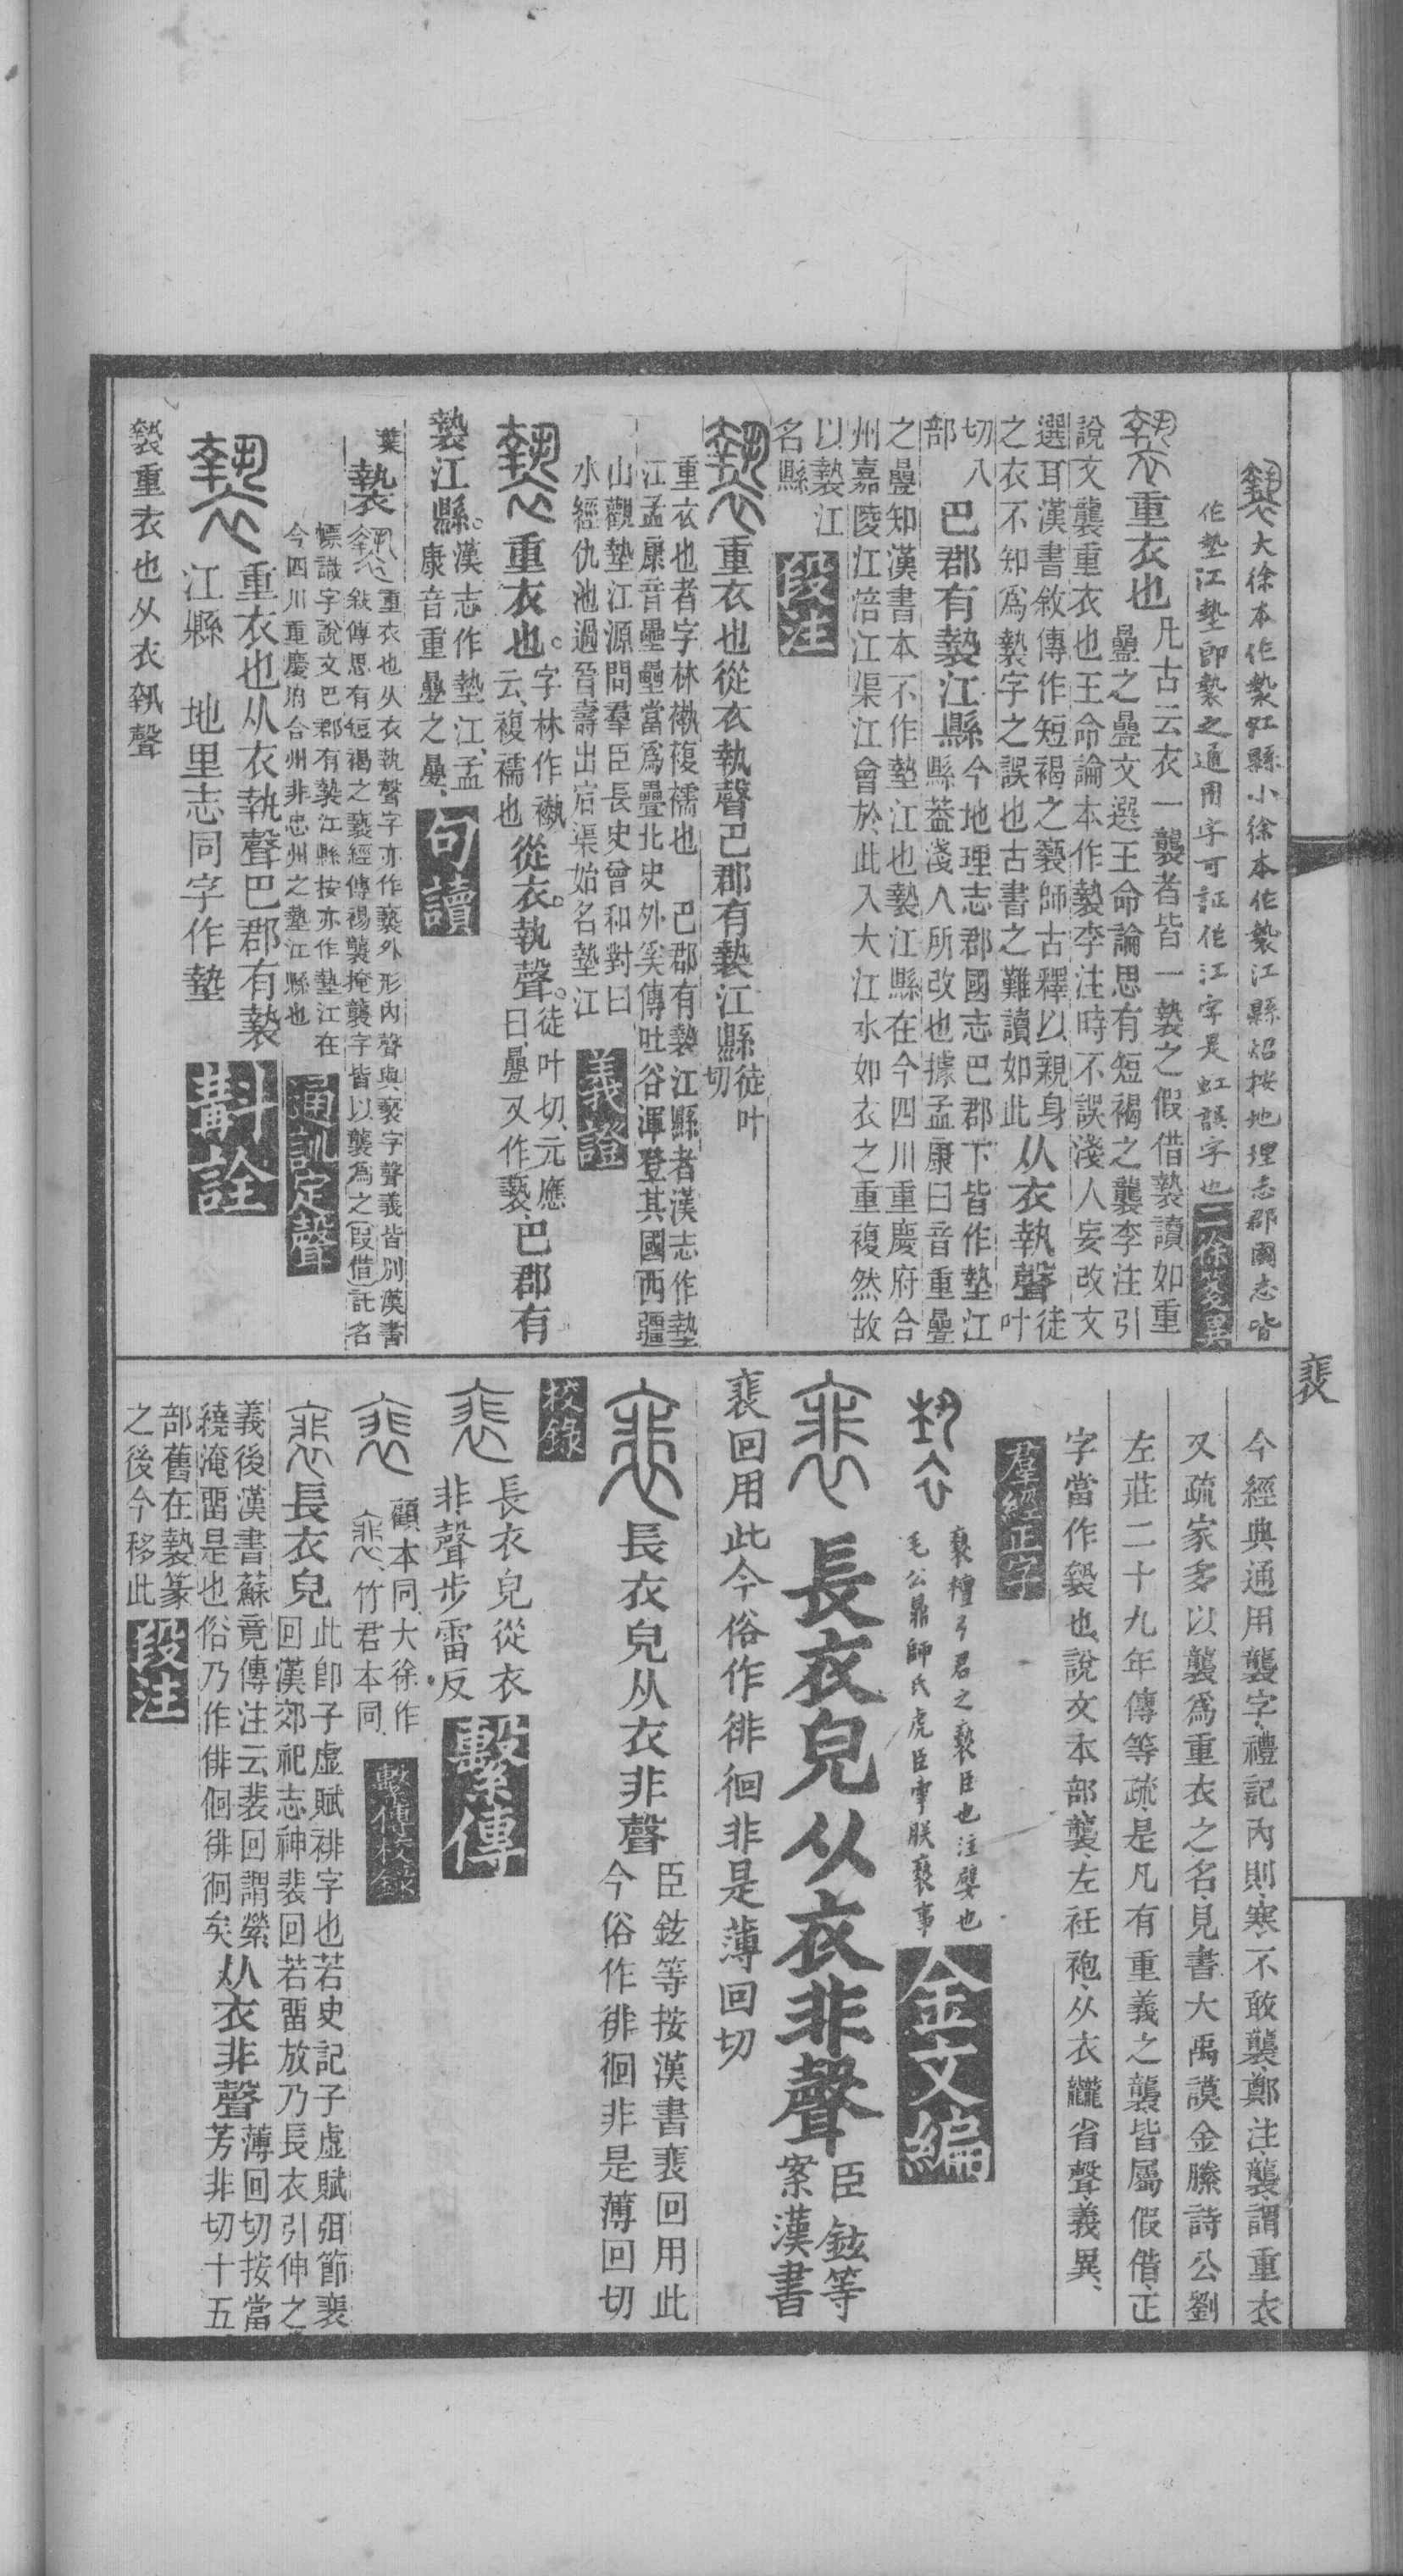 大徐本作褺虹縣小徐本作褺江縣炤按地理志郡國志皆
作墊江墊即褺之通用字可証作江字是虹誤字也二徐箋異
重衣也凡古云衣一襲者皆一褺之假借褺讀如重
疊之疊文選王命論思有短褐之襲李注引
說文襲重衣也王命論本作褺李注時不誤淺人妄改文
選耳漢書敘傳作短褐之褻師古釋以親身
之衣不知爲褺字之誤也古書之難讀如此从衣執聲徒叶切
八部巴郡有褺江縣今地理志郡國志巴郡下皆作墊江
縣蓋淺人所改也據孟康曰音重疊
之疊知漢書本不作墊江也褺江縣在今四川重慶府合
州嘉陵江涪江渠江會於此入大江水如衣之重複然故
以褺江
名縣段注
重衣也從衣執聲巴郡有褺江縣徒叶切
重衣也者字林𧝊複襦也 巴郡有褺江縣者漢志作墊
江孟康音壘壘當爲疊北史外奚傳吐谷渾登其國西疆
山觀墊江源問羣臣長史曾和對曰
水經仇池過晉壽出宕渠始名墊江義證
重衣也。字林作𧝊云、複襦也從衣。執聲。徒叶切、元應曰、疊又作褻、巴郡有
褺江縣。漢志作墊江、孟康音重疊之疊、句讀
葉褺重衣也从衣執聲字亦作褻外形內聲與褻字聲義皆別漢書
敍傳思有短褐之褻經傳裼襲掩襲字皆以襲爲之(叚借)託名
幖識字說文巴郡有褺江縣按亦作墊江在
今四川重慶府合州非忠州之墊江縣也通訓定聲
重衣也从衣執聲巴郡有褺
江縣 地里志同字作墊斠詮
褺重衣也从衣執聲
裴
今經典通用襲字、禮記內則、寒不敢襲、鄭注、襲、謂重衣、
又疏家多以襲爲重衣之名、見書大禹謨金縢詩公劉
左莊二十九年傳等疏、是凡有重義之襲皆屬假借、正
字當作褺也、說文本部襲、左衽袍、从衣龖省聲、義異、
羣經正字
褻檀弓君之褻臣也注嬖也
毛公鼎師氏虎臣雩朕褻事金文編
長衣皃从衣非聲臣鉉等案漢書
裴回用此今俗作徘徊非是薄回切
長衣皃从衣非聲臣鉉等按漢書裴回用此
今俗作徘徊非是薄回切
校錄
長衣皃從衣
非聲步雷反繫傳
顧本同、大徐作
竹君本同、繫傳校錄
長衣皃此卽子虛賦裶字也若史記子虛賦弭節裴
回漢郊祀志神裴回若畱放乃長衣引伸之
義後漢書蘇竟傳注云裴回謂縈
繞淹畱是也俗乃作俳佪徘徊矣从衣非聲薄回切按當
芳非切十五
部舊在褺篆
之後今移此段注